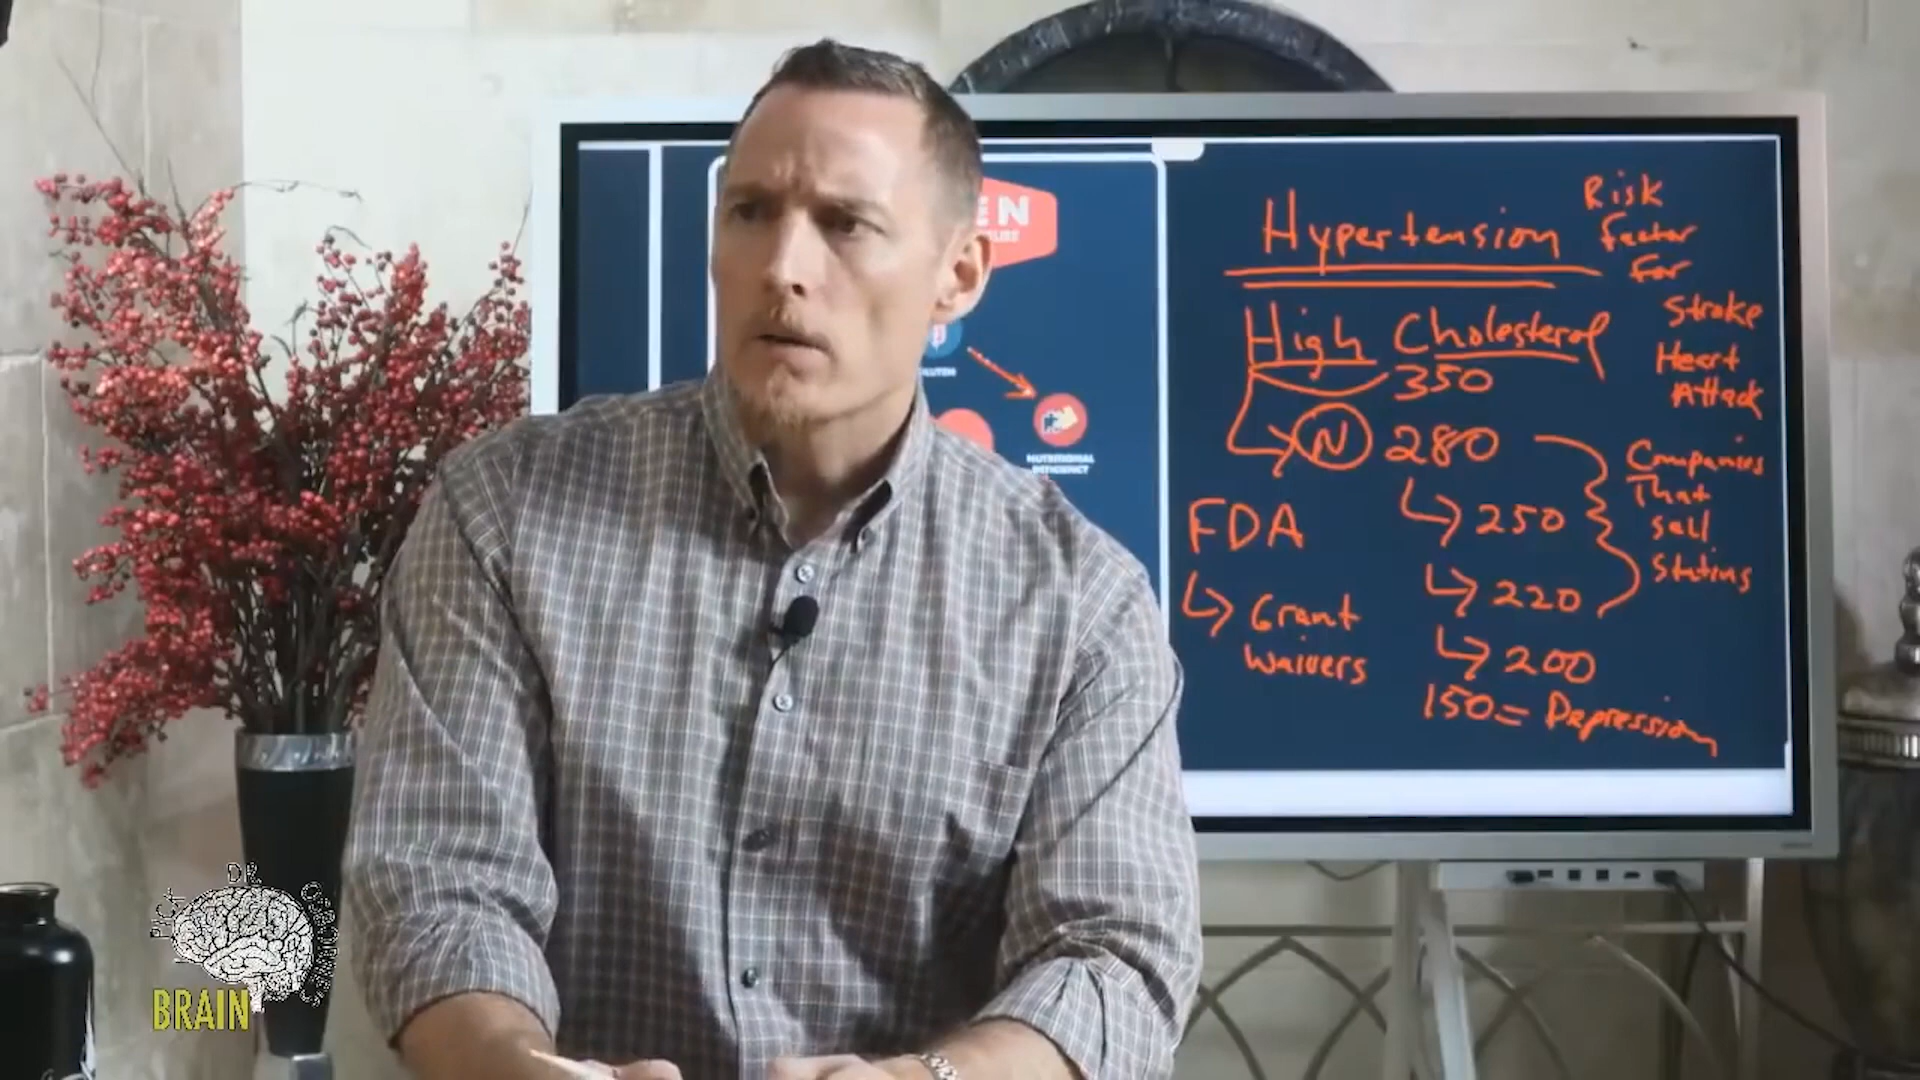 EN
Hypertension
Risk
factor
for
Stroke
Heart
Attack
High Cholesterol
350
N 280
250
220
200
150 = Depression
Companies
That
sell
statins
FDA
Grant
Waivers
NUTRITIONAL
DEFICIENCY
PICK
DR
BRAIN